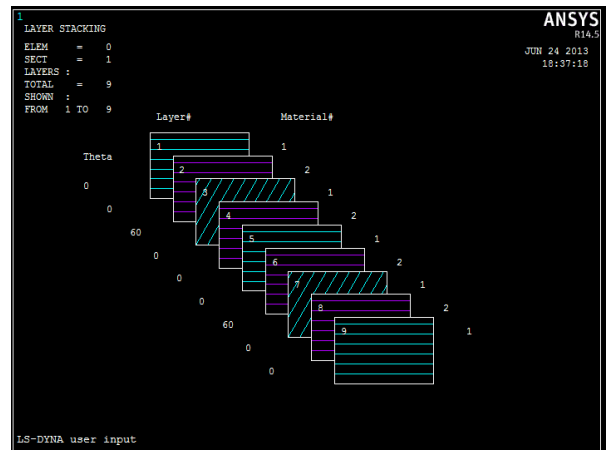 1
ANSYS
R14.5
LAYER STACKING
ELEM = 0
SECT = 1
LAYERS :
TOTAL = 9
SHOWN :
FROM 1 TO 9
JUN 24 2013
18:37:18
Layer# Material#
Theta
1 1
0
2 2
0
3 1
60
4 2
0
5 1
0
6 2
0
7 1
60
8 2
0
9 1
0
LS-DYNA user input